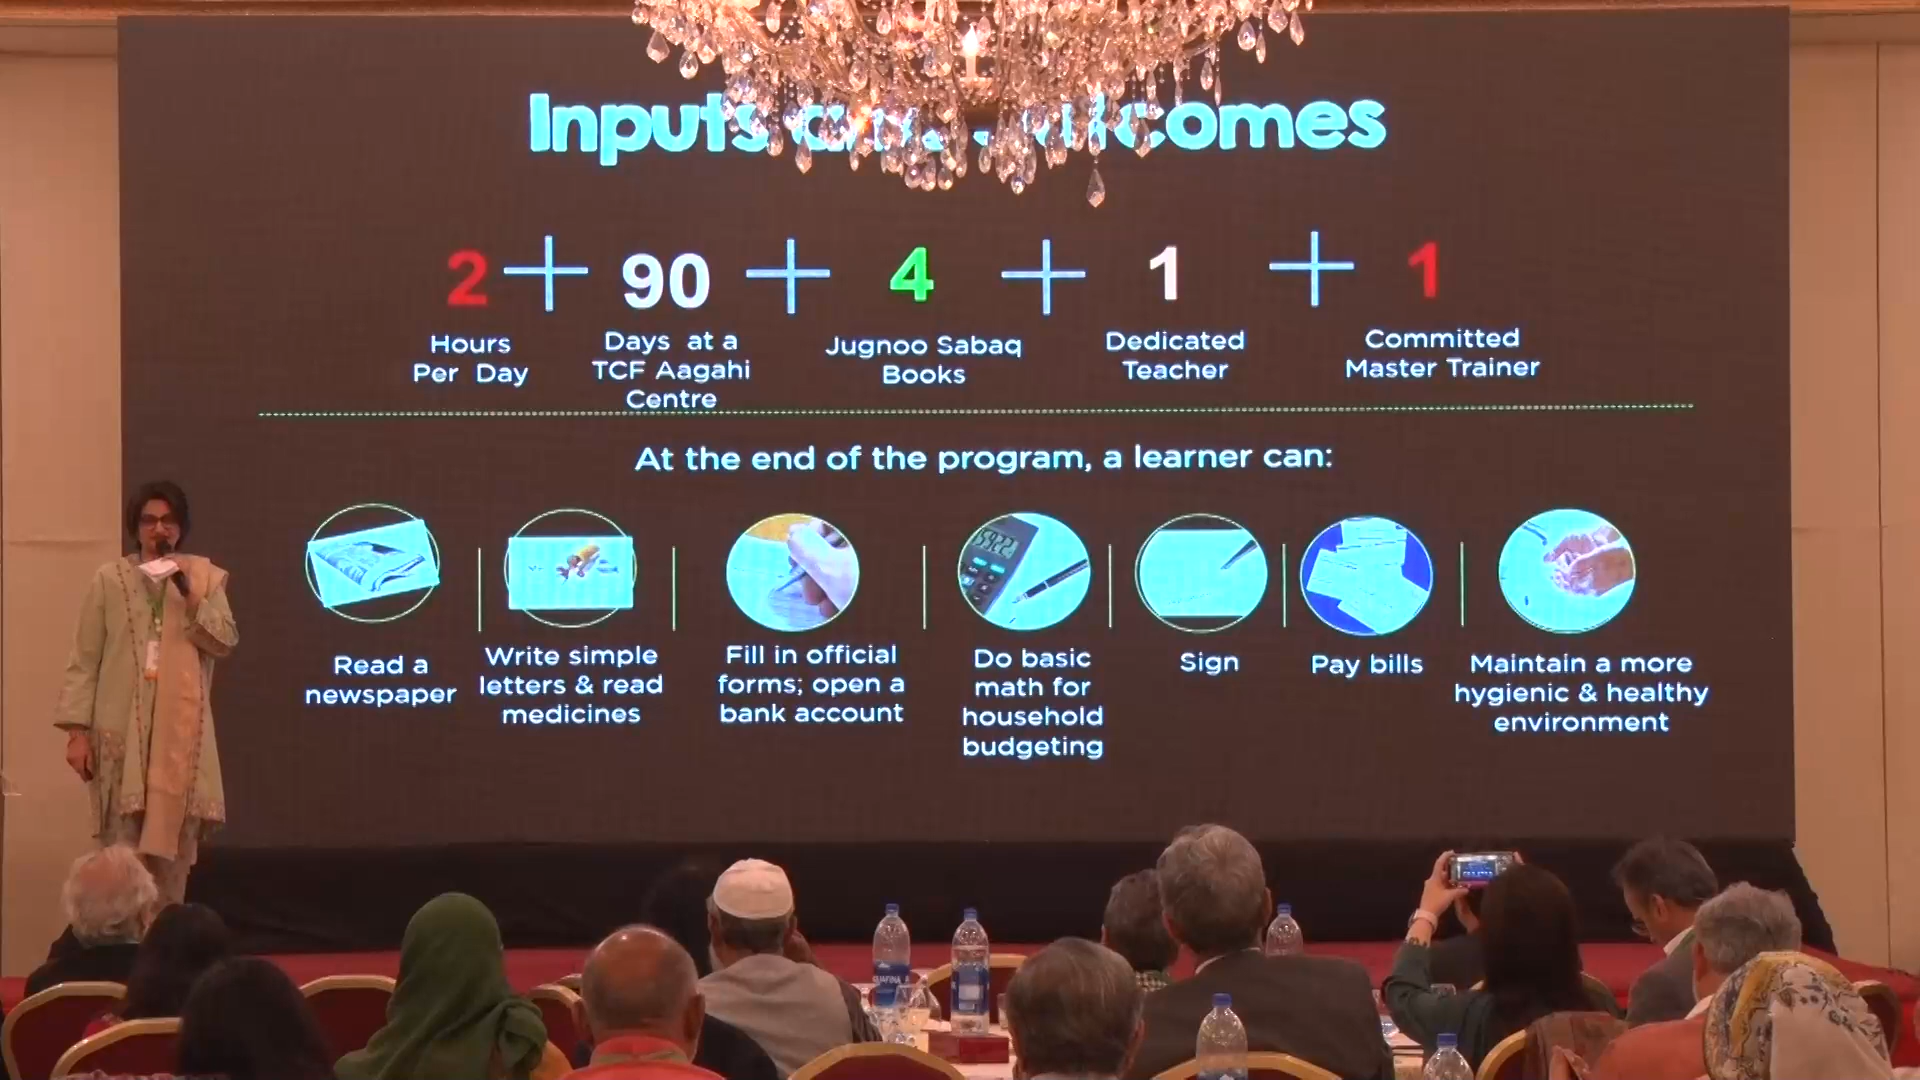 Inputs and Outcomes
2 90 4 1 1
Hours
Per Day
Days at a
TCF Aagahi
Centre
Jugnoo Sabaq
Books
Dedicated
Teacher
Committed
Master Trainer
At the end of the program, a learner can:
Read a
newspaper
Write simple
letters & read
medicines
Fill in official
forms; open a
bank account
Do basic
math for
household
budgeting
Sign
Pay bills
Maintain a more
hygienic & healthy
environment